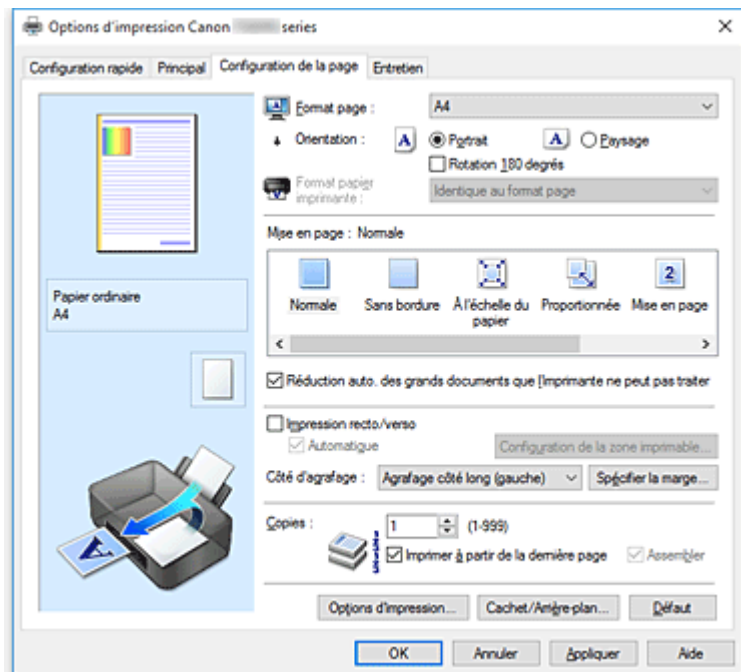 Options d'impression Canon series
Configuration rapide Principal Configuration de la page Entretien
Format page : A4
Orientation : A Portrait A Paysage
Rotation 180 degrés
Format papier imprimante : Identique au format page
Mise en page : Normale
2
Normale Sans bordure À l'échelle du papier Proportionnée Mise en page
Papier ordinaire
A4
Réduction auto. des grands documents que l'imprimante ne peut pas traiter
Impression recto/verso
Automatique Configuration de la zone imprimable...
Côté d'agrafage : Agrafage côté long (gauche) Spécifier la marge...
Copies : 1 (1-999)
Imprimer à partir de la dernière page Assembler
A
Options d'impression... Cachet/Arrière-plan... Défaut
OK Annuler Appliquer Aide